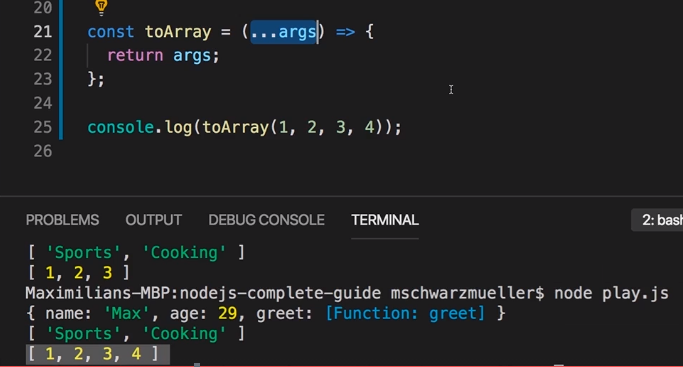 20
21 const toArray = (...args) => {
22 return args;
23 };
24
25 console.log(toArray(1, 2, 3, 4));
26
PROBLEMS OUTPUT DEBUG CONSOLE TERMINAL 2: bash
[ 'Sports', 'Cooking' ]
[ 1, 2, 3 ]
Maximilians-MBP:nodejs-complete-guide mschwarzmueller$ node play.js
{ name: 'Max', age: 29, greet: [Function: greet] }
[ 'Sports', 'Cooking' ]
[ 1, 2, 3, 4 ]